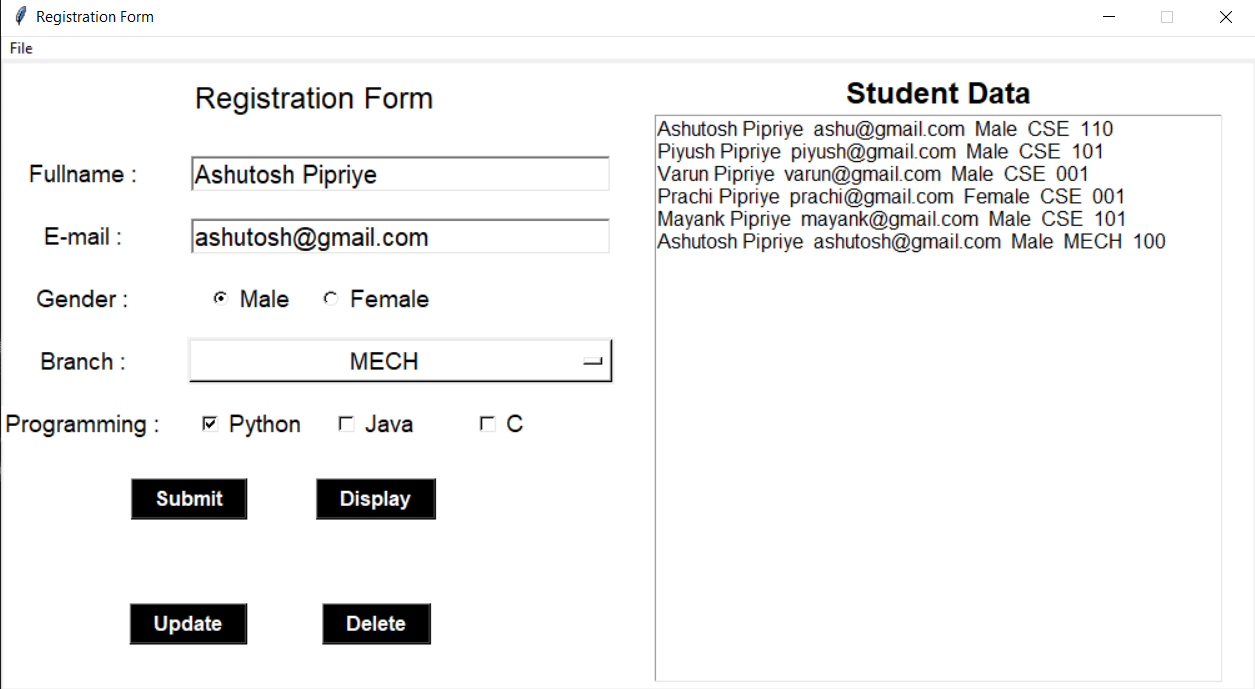 Registration Form
File
Registration Form
Fullname :
Ashutosh Pipriye
E-mail :
ashutosh@gmail.com
Gender :
Male
Female
Branch :
MECH
Programming :
Python
Java
C
Submit
Display
Update
Delete
Student Data
Ashutosh Pipriye ashu@gmail.com Male CSE 110
Piyush Pipriye piyush@gmail.com Male CSE 101
Varun Pipriye varun@gmail.com Male CSE 001
Prachi Pipriye prachi@gmail.com Female CSE 001
Mayank Pipriye mayank@gmail.com Male CSE 101
Ashutosh Pipriye ashutosh@gmail.com Male MECH 100